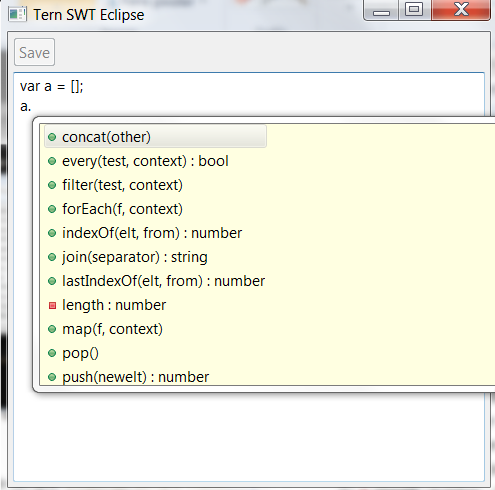 Tern SWT Eclipse
Save
var a = [];
a.
concat(other)
every(test, context) : bool
filter(test, context)
forEach(f, context)
indexOf(elt, from) : number
join(separator) : string
lastIndexOf(elt, from) : number
length : number
map(f, context)
pop()
push(newelt) : number